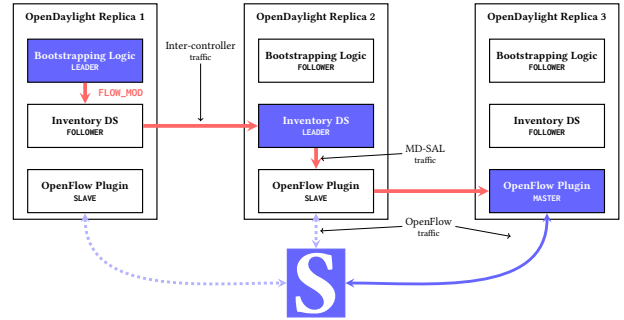 OpenDaylight Replica 1
OpenDaylight Replica 2
OpenDaylight Replica 3
Bootstrapping Logic
LEADER
FLOW_MOD
Inventory DS
FOLLOWER
OpenFlow Plugin
SLAVE
Inter-controller
traffic
Bootstrapping Logic
FOLLOWER
Inventory DS
LEADER
OpenFlow Plugin
SLAVE
MD-SAL
traffic
OpenFlow
traffic
Bootstrapping Logic
FOLLOWER
Inventory DS
FOLLOWER
OpenFlow Plugin
MASTER
S